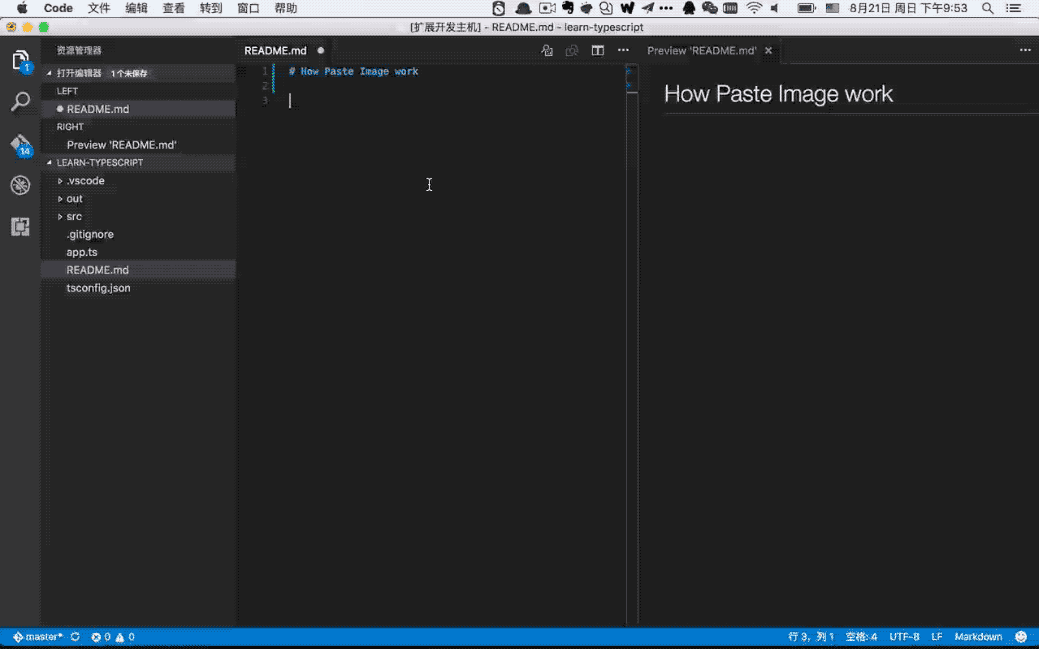 Code 文件 编辑 查看 转到 窗口 帮助 8月21日 周日 下午9:53
[扩展开发主机] - README.md - learn-typescript
资源管理器
README.md
Preview 'README.md'
打开编辑器 1 个未保存
LEFT
README.md
RIGHT
Preview 'README.md'
LEARN-TYPESCRIPT
.vscode
out
src
.gitignore
app.ts
README.md
tsconfig.json
1
14
1 # How Paste Image work
2
3
How Paste Image work
master* 0 0 行 3，列 1 空格: 4 UTF-8 LF Markdown